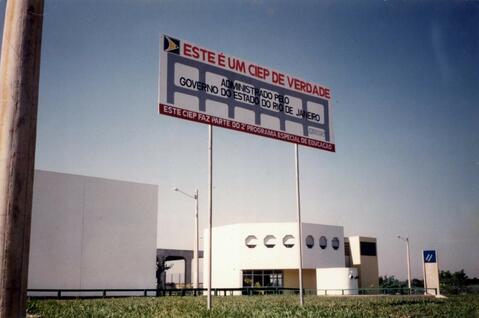 ESTE É UM CIEP DE VERDADE
ADMINISTRADO PELO
GOVERNO DO ESTADO DO RIO DE JANEIRO
ESTE CIEP FAZ PARTE DO 2º PROGRAMA ESPECIAL DE EDUCAÇÃO